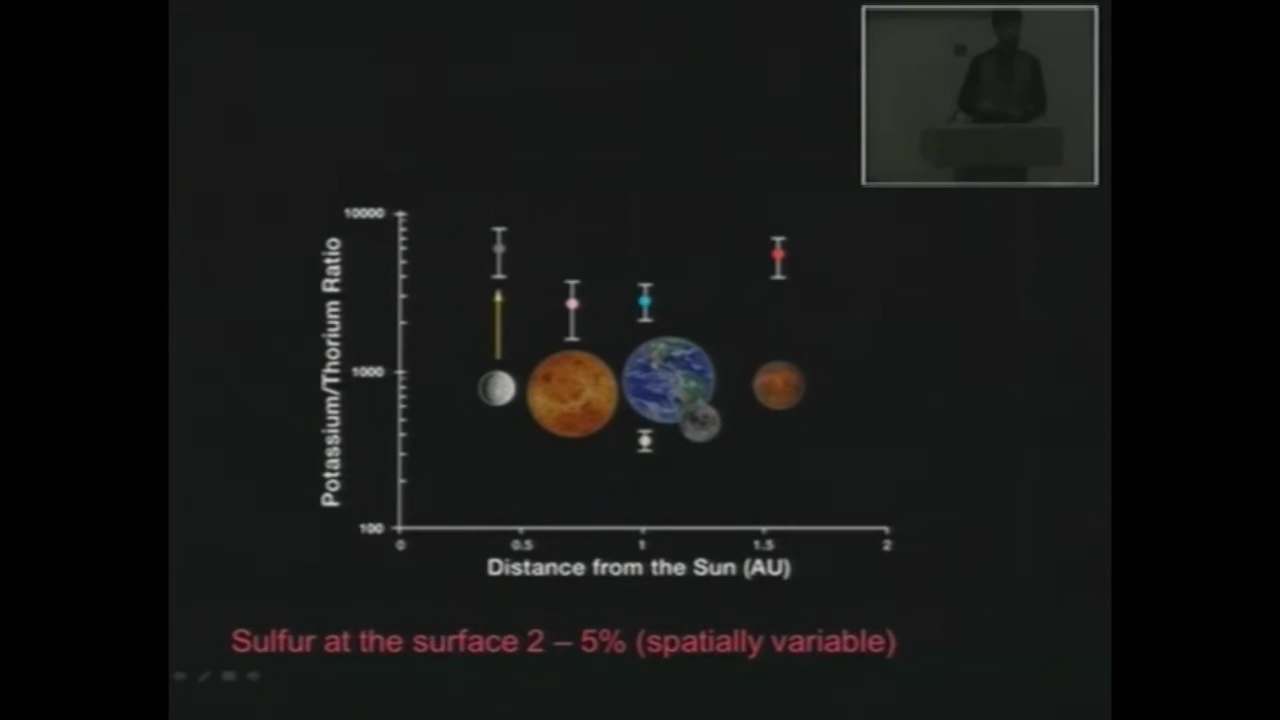 10000
1000
100
Potassium/Thorium Ratio
0 0.5 1 1.5 2
Distance from the Sun (AU)
Sulfur at the surface 2 – 5% (spatially variable)